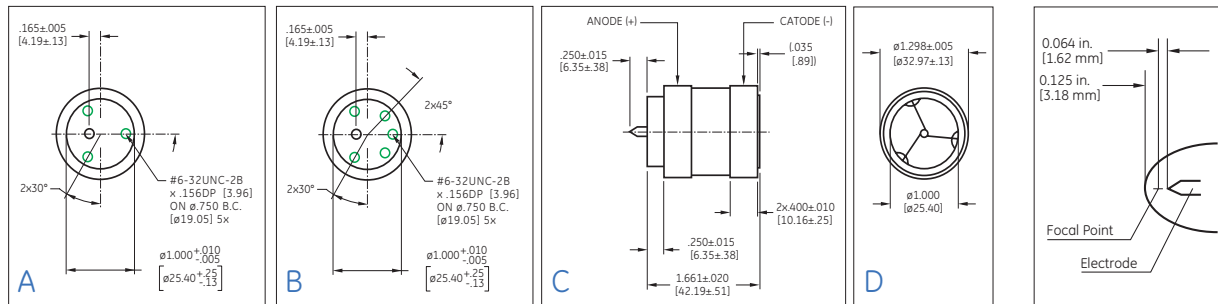 .165±.005
[4.19±.13]
2x30°
#6-32UNC-2B
x .156DP [3.96]
ON ø.750 B.C.
[ø19.05] 5x
ø1.000 +.010 -.005
[ø25.40 +.25 -.13]
A
.165±.005
[4.19±.13]
2x45°
2x30°
#6-32UNC-2B
x .156DP [3.96]
ON ø.750 B.C.
[ø19.05] 5x
ø1.000 +.010 -.005
[ø25.40 +.25 -.13]
B
ANODE (+)
CATODE (-)
.250±.015
[6.35±.38]
(.035
[.89])
2x.400±.010
[10.16±.25]
.250±.015
[6.35±.38]
1.661±.020
[42.19±.51]
C
ø1.298±.005
[ø32.97±.13]
ø1.000
[ø25.40]
D
0.064 in.
[1.62 mm]
0.125 in.
[3.18 mm]
Focal Point
Electrode